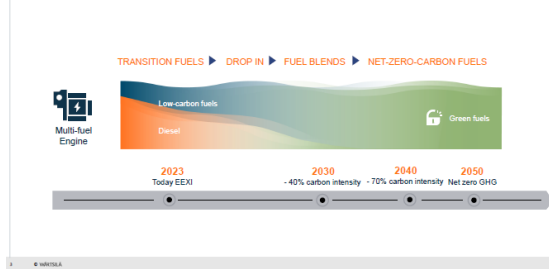 TRANSITION FUELS DROP IN FUEL BLENDS NET-ZERO-CARBON FUELS
Low-carbon fuels
Diesel
Green fuels
Multi-fuel
Engine
2023 2030 2040 2050
Today EEXI - 40% carbon intensity - 70% carbon intensity Net zero GHG
3 © WÄRTSILÄ